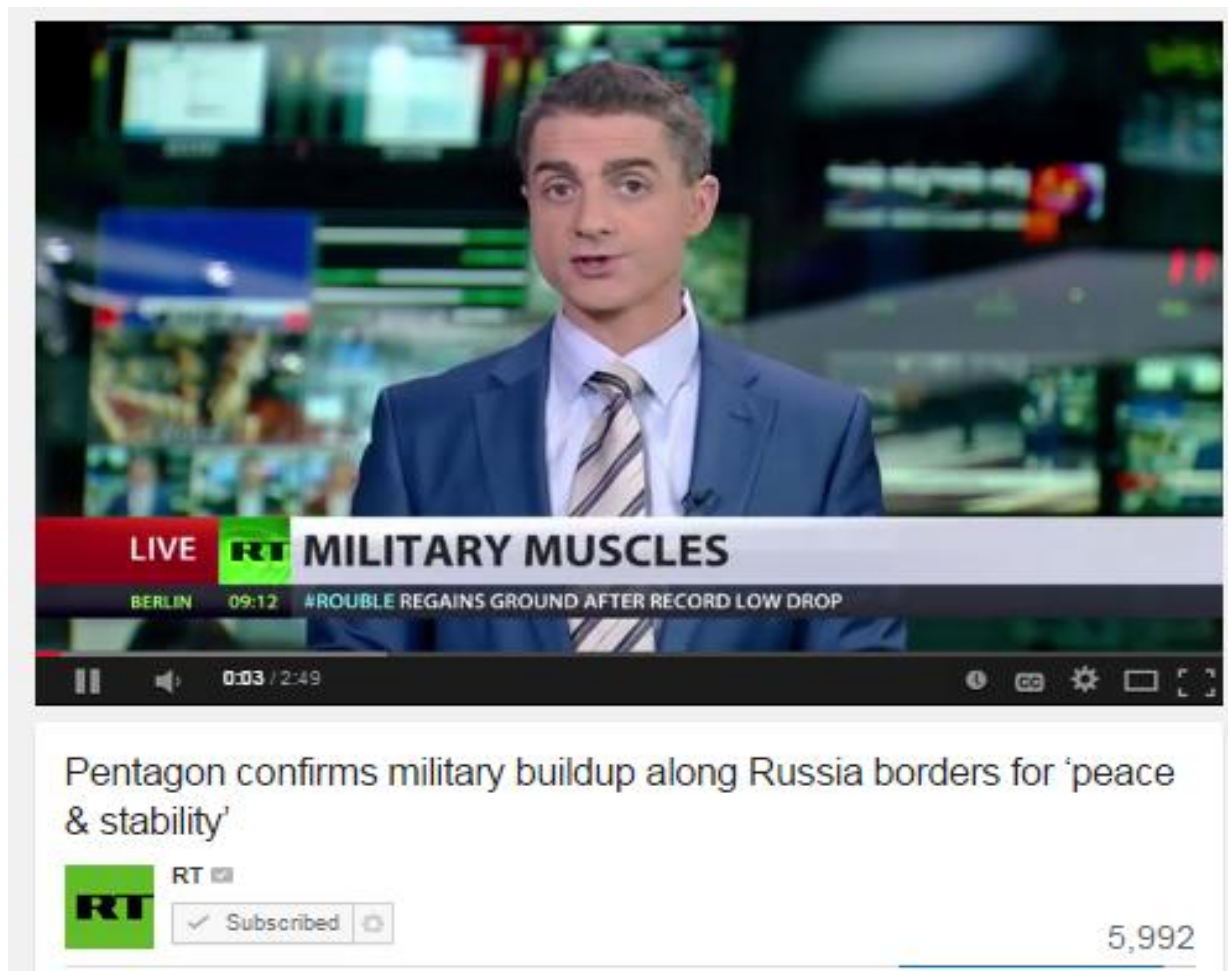 LIVE RT MILITARY MUSCLES
BERLIN 09:12 #ROUBLE REGAINS GROUND AFTER RECORD LOW DROP
0:03 / 2:49 CC
Pentagon confirms military buildup along Russia borders for ‘peace
& stability’
RT
RT
Subscribed
5,992